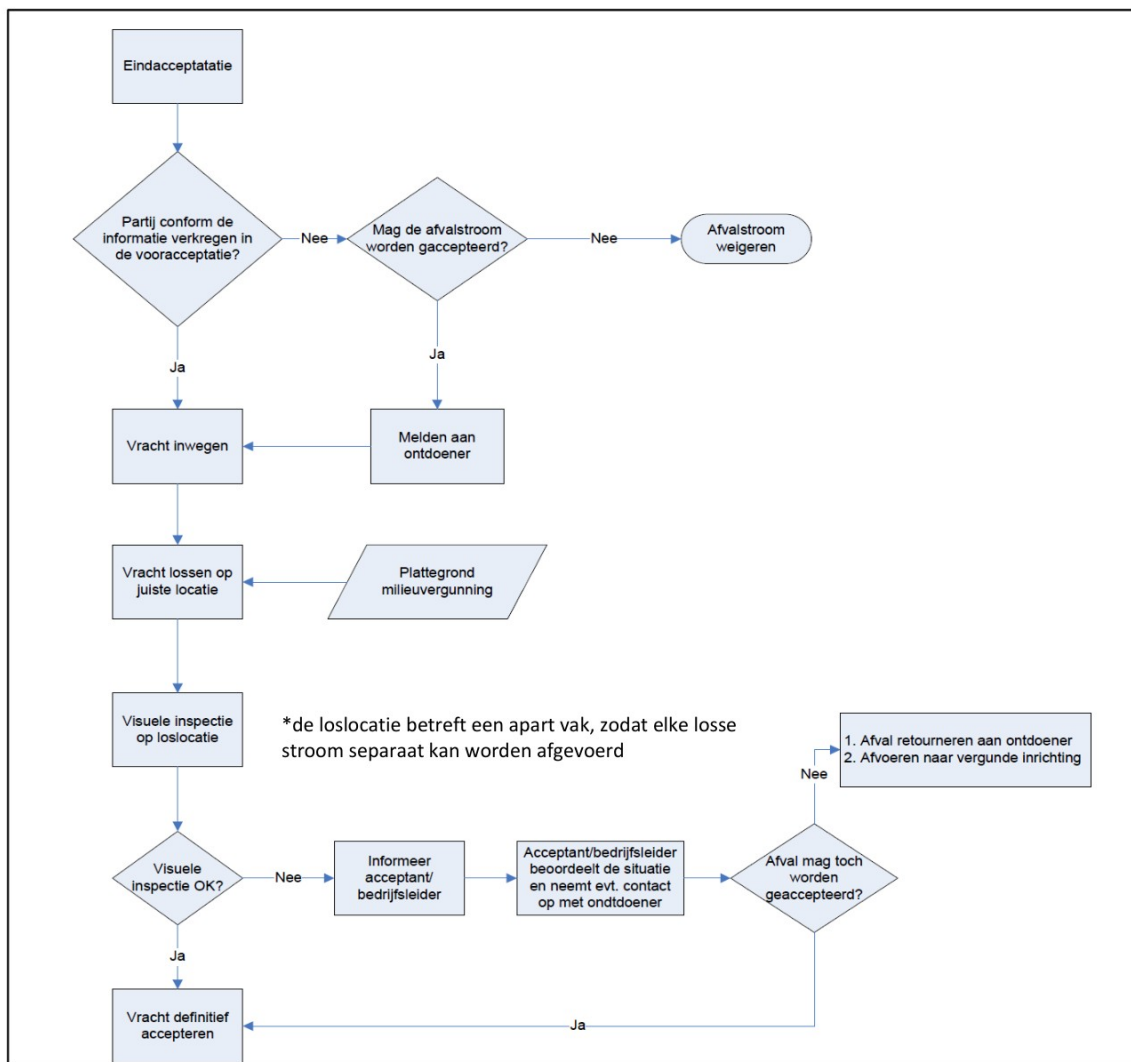 Eindacceptatatie
Partij conform de
informatie verkregen in
de vooracceptatie?
Nee
Mag de afvalstroom
worden gaccepteerd?
Nee
Afvalstroom
weigeren
Ja
Ja
Vracht inwegen
Melden aan
ontdoener
Vracht lossen op
juiste locatie
Plattegrond
milieuvergunning
Visuele inspectie
op loslocatie
*de loslocatie betreft een apart vak, zodat elke losse
stroom separaat kan worden afgevoerd
1. Afval retourneren aan ontdoener
2. Afvoeren naar vergunde inrichting
Nee
Visuele
inspectie OK?
Nee
Informeer
acceptant/
bedrijfsleider
Acceptant/bedrijfsleider
beoordeelt de situatie
en neemt evt. contact
op met ondtdoener
Afval mag toch
worden
geaccepteerd?
Ja
Vracht definitief
accepteren
Ja